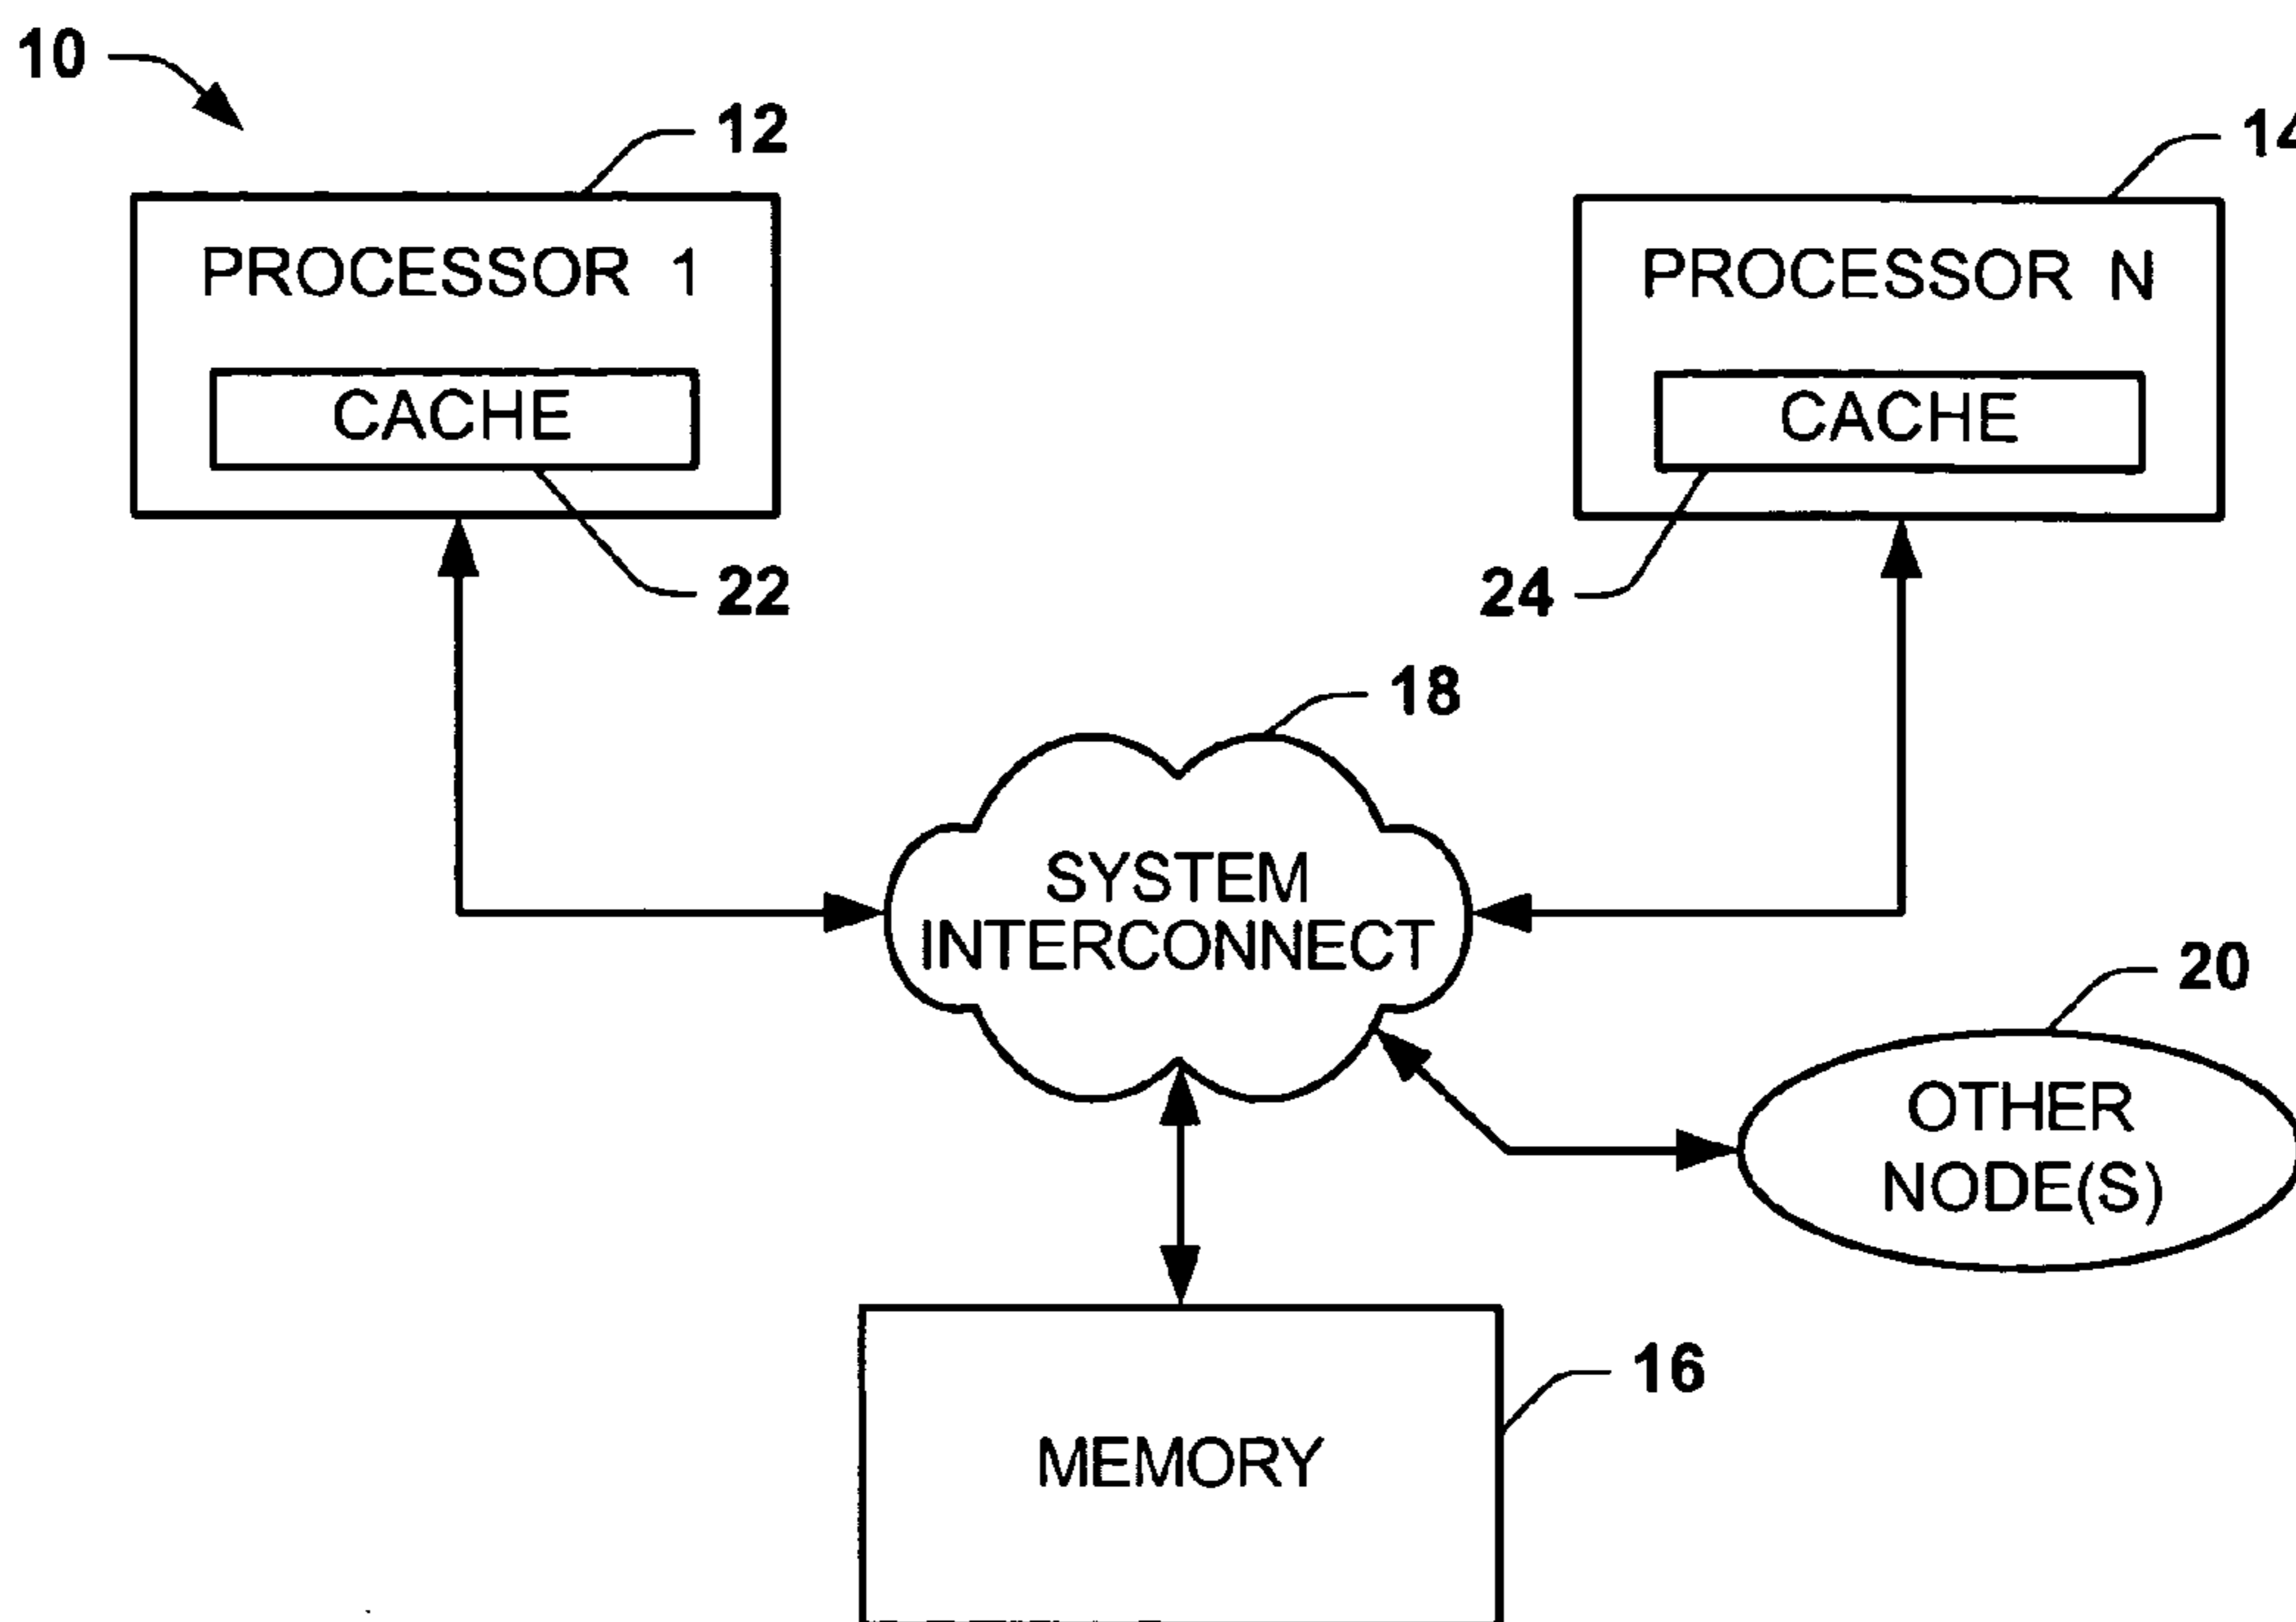 10
12
14
PROCESSOR 1
PROCESSOR N
CACHE
CACHE
22
24
18
SYSTEM
INTERCONNECT
20
OTHER
NODE(S)
16
MEMORY